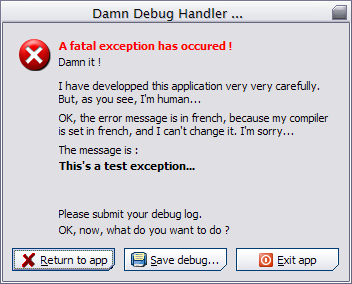 Damn Debug Handler ...
A fatal exception has occured !
Damn it !
I have developped this application very very carefully.
But, as you see, I'm human...
OK, the error message is in french, because my compiler
is set in french, and I can't change it. I'm sorry...
The message is :
This's a test exception...
Please submit your debug log.
OK, now, what do you want to do ?
Return to app
Save debug...
Exit app